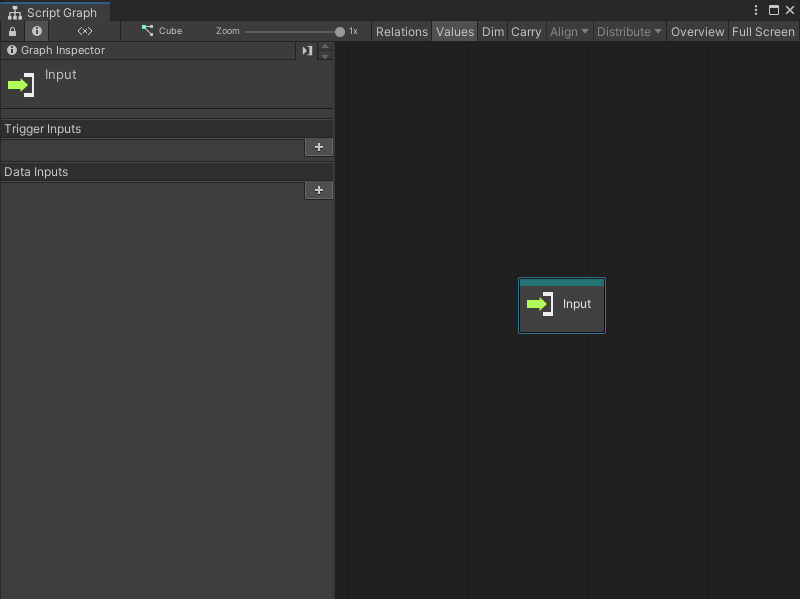 Script Graph
<×> Cube Zoom 1x Relations Values Dim Carry Align Distribute Overview Full Screen
Graph Inspector
Input
Trigger Inputs
+
Data Inputs
+
Input